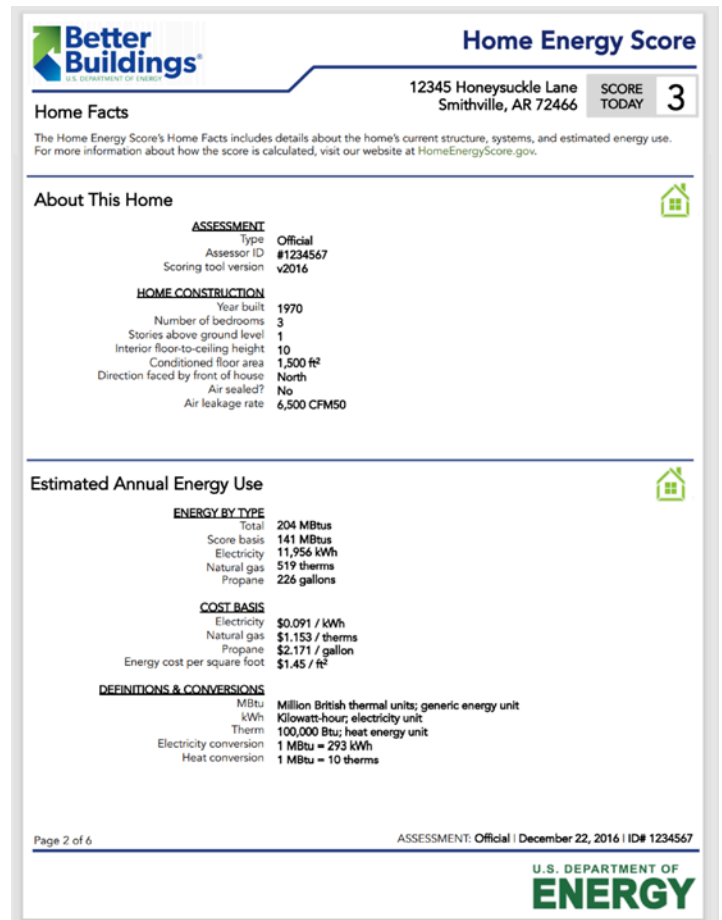 Better
Buildings®
U.S. DEPARTMENT OF ENERGY
Home Energy Score
12345 Honeysuckle Lane
Smithville, AR 72466
SCORE
TODAY
3
Home Facts
The Home Energy Score's Home Facts includes details about the home's current structure, systems, and estimated energy use.
For more information about how the score is calculated, visit our website at HomeEnergyScore.gov.
About This Home
ASSESSMENT
Type Official
Assessor ID #1234567
Scoring tool version v2016
HOME CONSTRUCTION
Year built 1970
Number of bedrooms 3
Stories above ground level 1
Interior floor-to-ceiling height 10
Conditioned floor area 1,500 ft²
Direction faced by front of house North
Air sealed? No
Air leakage rate 6,500 CFM50
Estimated Annual Energy Use
ENERGY BY TYPE
Total 204 MBtus
Score basis 141 MBtus
Electricity 11,956 kWh
Natural gas 519 therms
Propane 226 gallons
COST BASIS
Electricity $0.091 / kWh
Natural gas $1.153 / therms
Propane $2.171 / gallon
Energy cost per square foot $1.45 / ft²
DEFINITIONS & CONVERSIONS
MBtu Million British thermal units; generic energy unit
kWh Kilowatt-hour; electricity unit
Therm 100,000 Btu; heat energy unit
Electricity conversion 1 MBtu = 293 kWh
Heat conversion 1 MBtu = 10 therms
Page 2 of 6
ASSESSMENT: Official | December 22, 2016 | ID# 1234567
U.S. DEPARTMENT OF
ENERGY